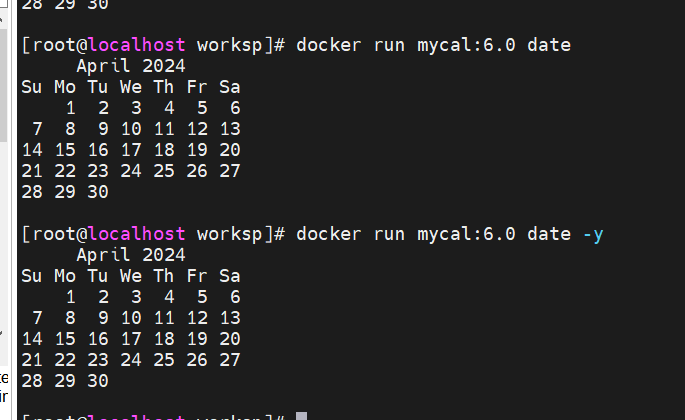 28 29 30
[root@localhost worksp]# docker run mycal:6.0 date
     April 2024
Su Mo Tu We Th Fr Sa
    1  2  3  4  5  6
 7  8  9 10 11 12 13
14 15 16 17 18 19 20
21 22 23 24 25 26 27
28 29 30
[root@localhost worksp]# docker run mycal:6.0 date -y
     April 2024
Su Mo Tu We Th Fr Sa
    1  2  3  4  5  6
 7  8  9 10 11 12 13
14 15 16 17 18 19 20
21 22 23 24 25 26 27
28 29 30
[root@localhost worksp]#